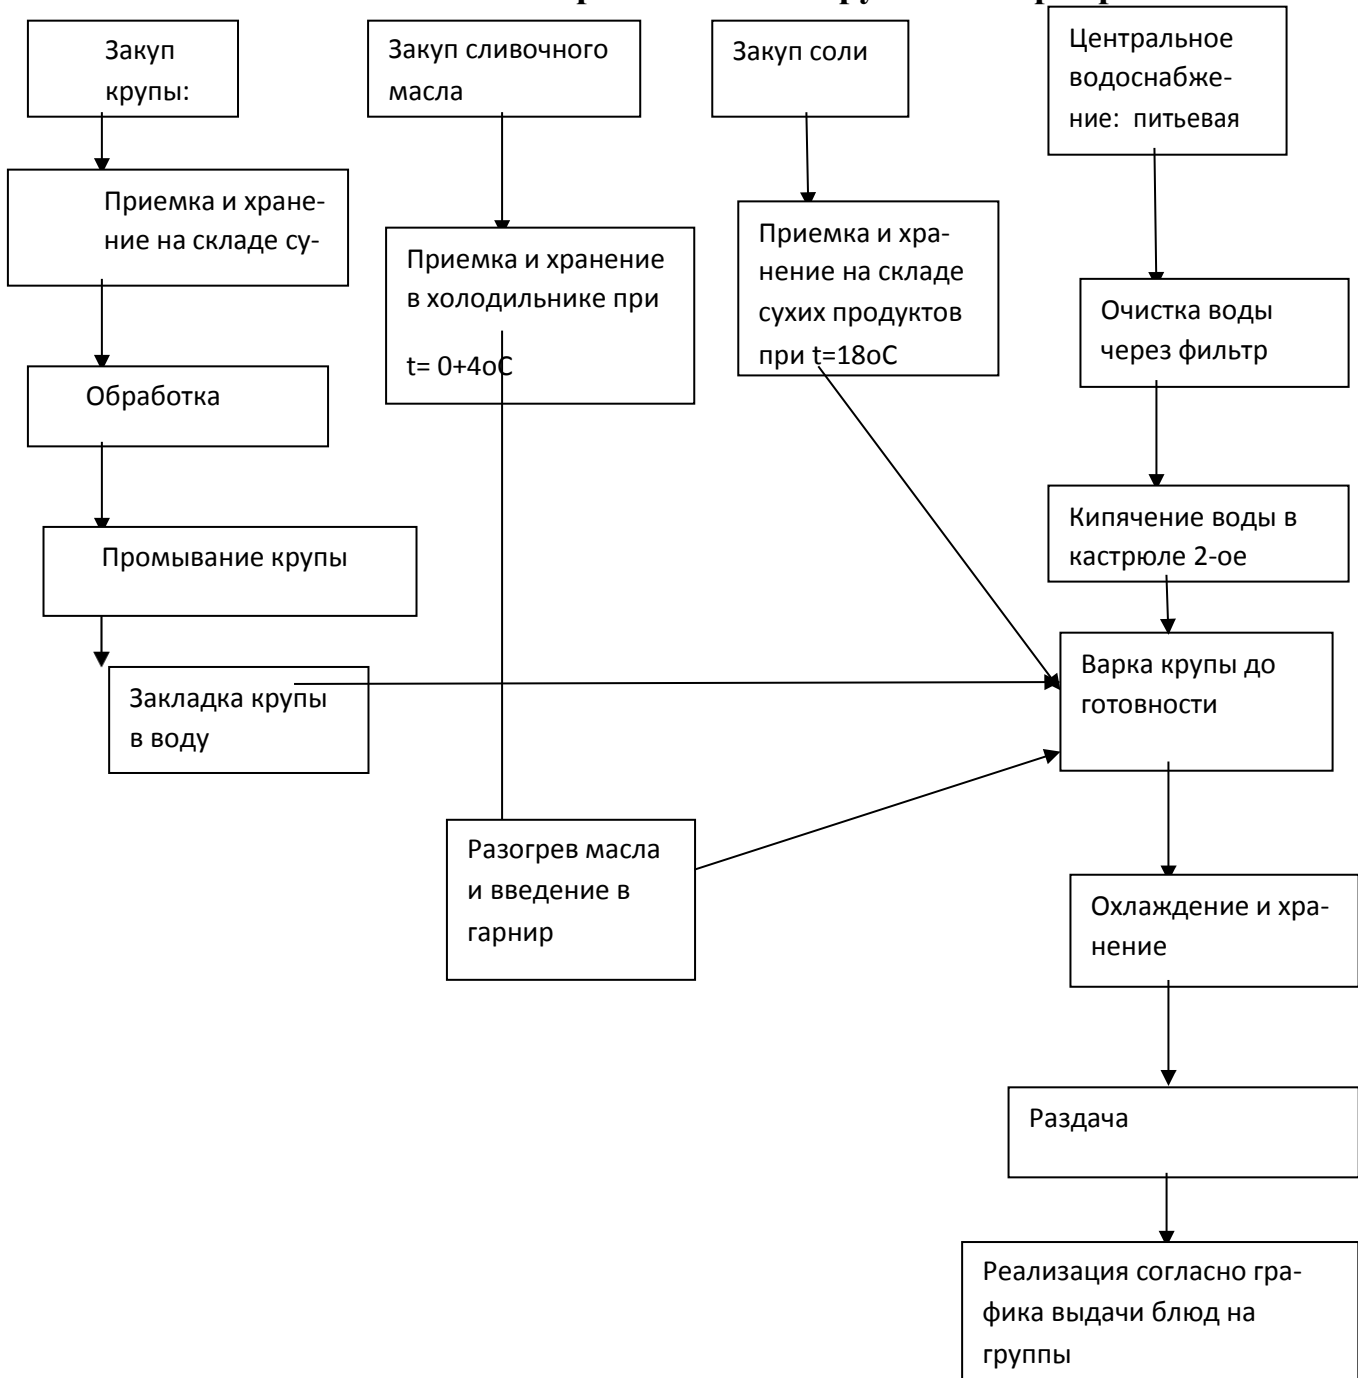 Закуп
крупы:
Закуп сливочного
масла
Закуп соли
Центральное
водоснабже-
ние: питьевая
Приемка и хране-
ние на складе су-
Приемка и хранение
в холодильнике при
t= 0+4оС
Приемка и хра-
нение на складе
сухих продуктов
при t=18оС
Очистка воды
через фильтр
Обработка
Кипячение воды в
кастрюле 2-ое
Промывание крупы
Закладка крупы
в воду
Варка крупы до
готовности
Разогрев масла
и введение в
гарнир
Охлаждение и хра-
нение
Раздача
Реализация согласно гра-
фика выдачи блюд на
группы